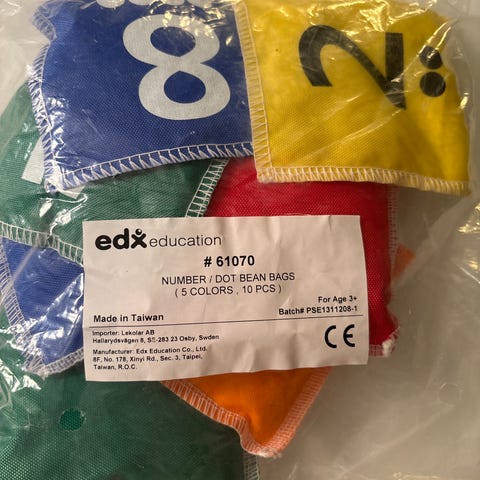 8
2
edx education
# 61070
NUMBER / DOT BEAN BAGS
( 5 COLORS , 10 PCS )
For Age 3+
Made in Taiwan
Batch# PSE1311208-1
Importer: Lekolar AB
Hallarydsvägen 8, SE-283 23 Osby, Swden
CE
Manufacturer: Edx Education Co., Ltd.
8F, No. 178, Xinyi Rd., Sec. 3, Taipei,
Taiwan, R.O.C.